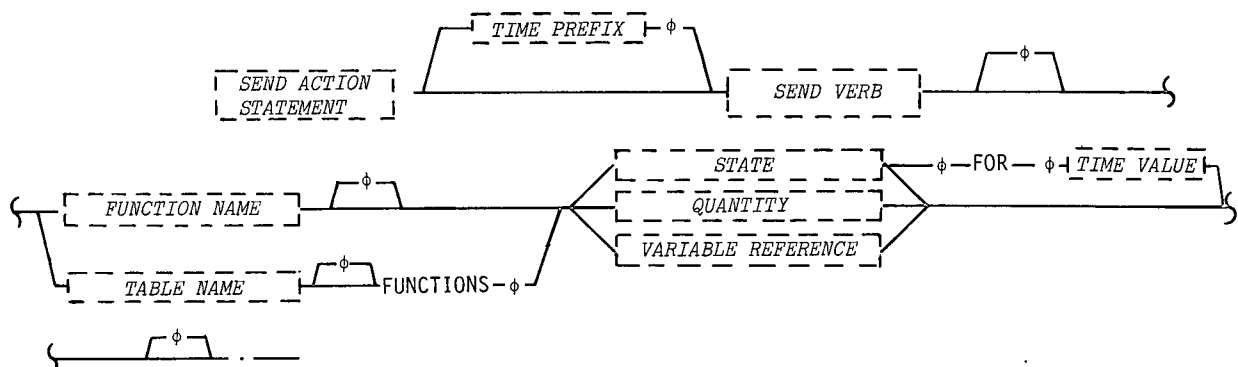 TIME PREFIX ϕ
SEND ACTION STATEMENT
SEND VERB
ϕ
FUNCTION NAME
ϕ
STATE
ϕ FOR ϕ TIME VALUE
QUANTITY
VARIABLE REFERENCE
TABLE NAME
ϕ
FUNCTIONS ϕ
ϕ
.